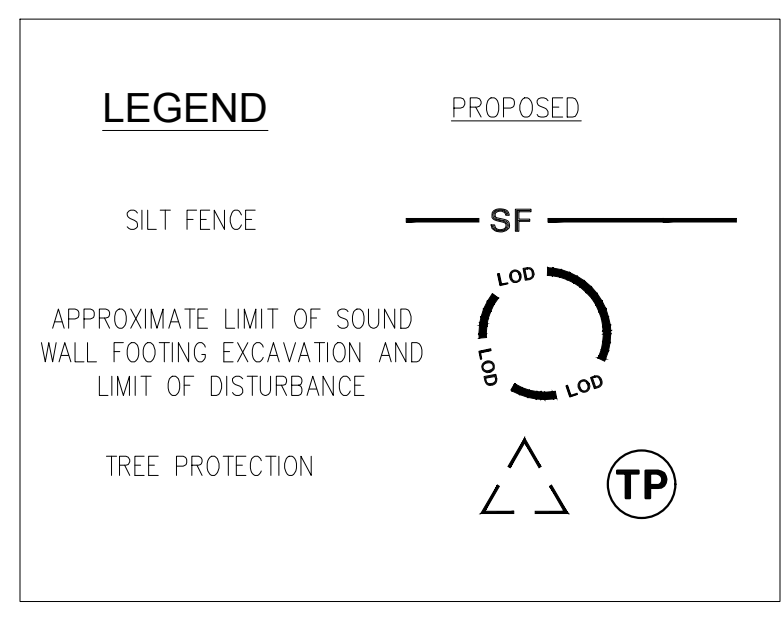 LEGEND PROPOSED
SILT FENCE SF
LOD
APPROXIMATE LIMIT OF SOUND
WALL FOOTING EXCAVATION AND
LIMIT OF DISTURBANCE
LOD
LOD
TREE PROTECTION
TP